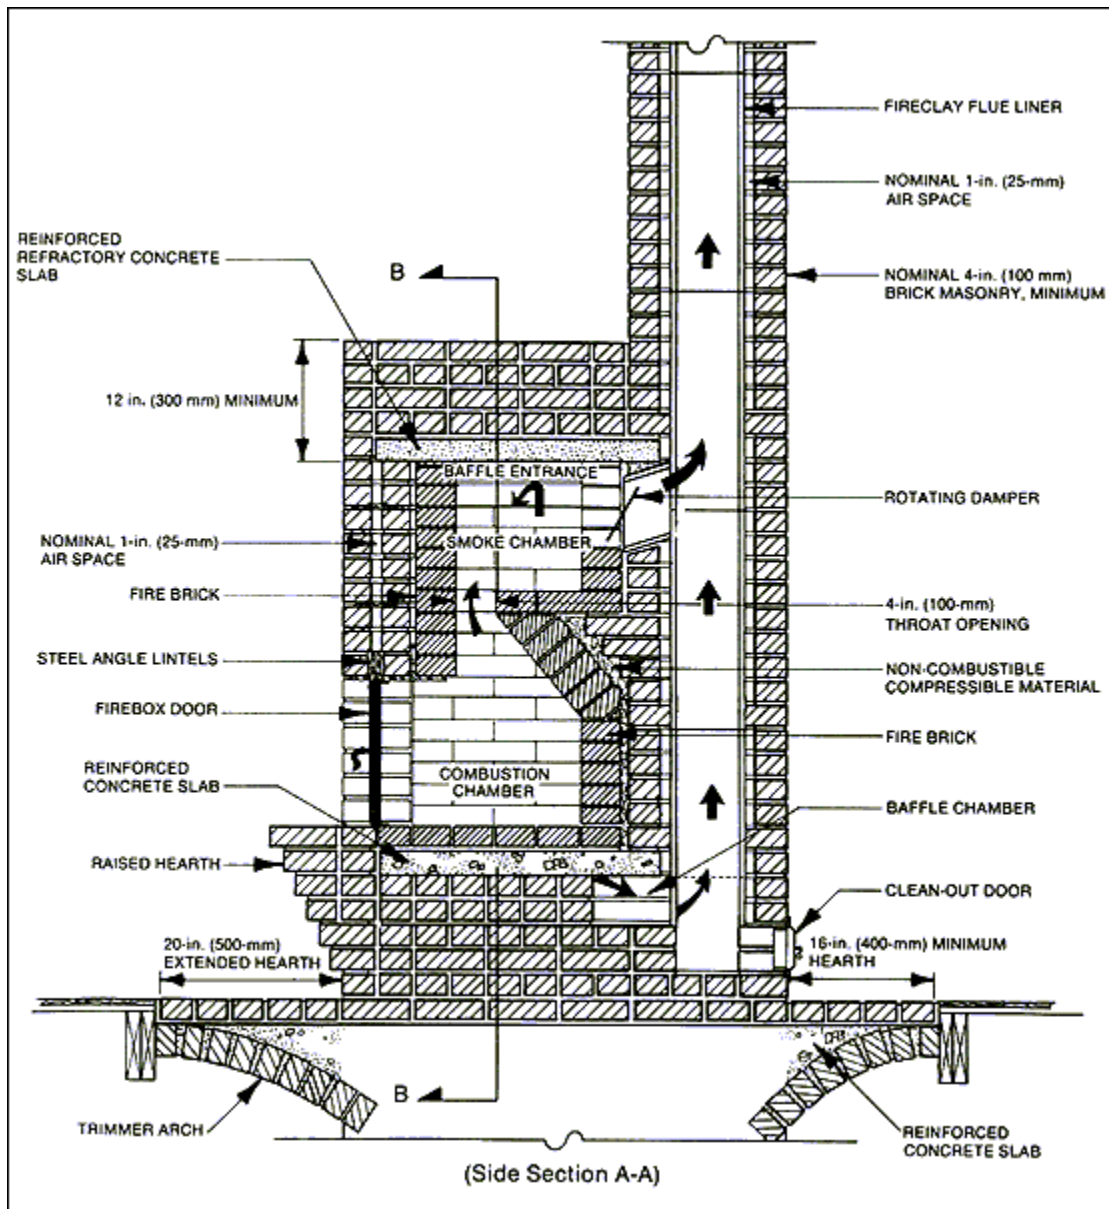 FIRECLAY FLUE LINER
NOMINAL 1-in. (25-mm)
AIR SPACE
REINFORCED
REFRACTORY CONCRETE
SLAB
B
NOMINAL 4-in. (100 mm)
BRICK MASONRY, MINIMUM
12 in. (300 mm) MINIMUM
BAFFLE ENTRANCE
ROTATING DAMPER
NOMINAL 1-in. (25-mm)
AIR SPACE
SMOKE CHAMBER
FIRE BRICK
4-in. (100-mm)
THROAT OPENING
STEEL ANGLE LINTELS
NON-COMBUSTIBLE
COMPRESSIBLE MATERIAL
FIREBOX DOOR
FIRE BRICK
REINFORCED
CONCRETE SLAB
COMBUSTION
CHAMBER
BAFFLE CHAMBER
RAISED HEARTH
CLEAN-OUT DOOR
20-in. (500-mm)
EXTENDED HEARTH
16-in. (400-mm) MINIMUM
HEARTH
B
TRIMMER ARCH
REINFORCED
CONCRETE SLAB
(Side Section A-A)